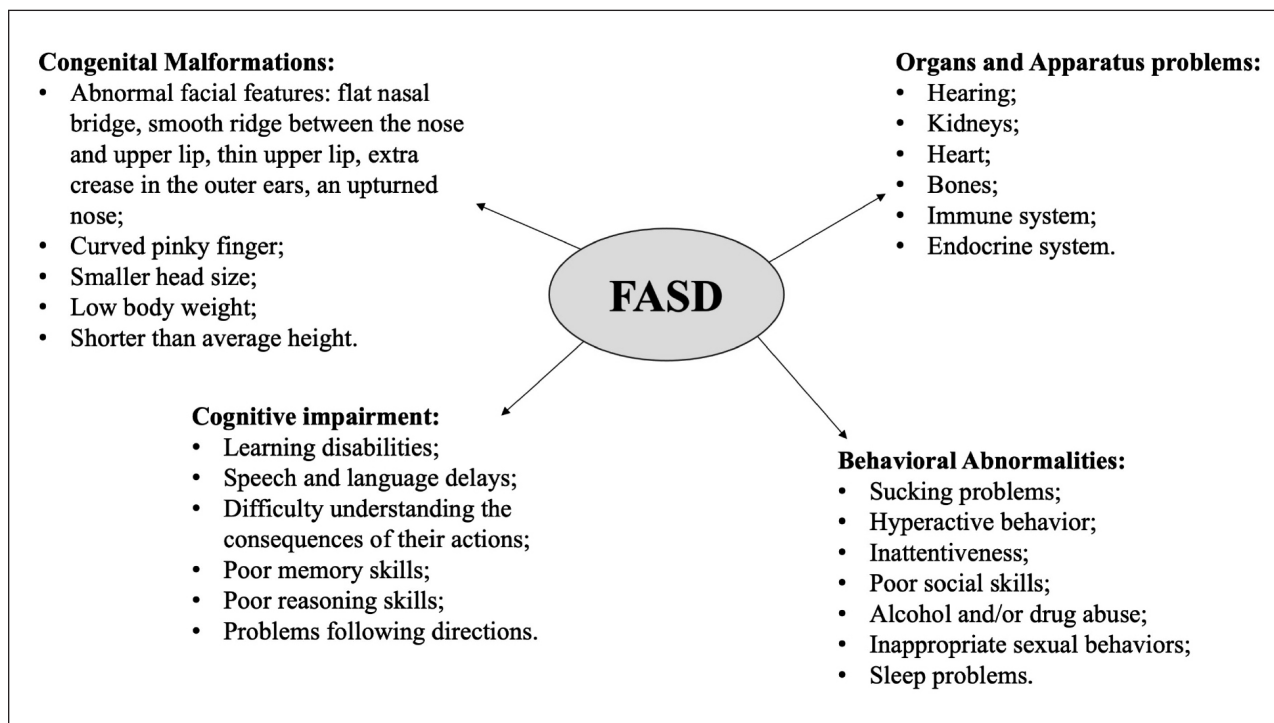 Congenital Malformations:
• Abnormal facial features: flat nasal
bridge, smooth ridge between the nose
and upper lip, thin upper lip, extra
crease in the outer ears, an upturned
nose;
• Curved pinky finger;
• Smaller head size;
• Low body weight;
• Shorter than average height.
Organs and Apparatus problems:
• Hearing;
• Kidneys;
• Heart;
• Bones;
• Immune system;
• Endocrine system.
FASD
Cognitive impairment:
• Learning disabilities;
• Speech and language delays;
• Difficulty understanding the
consequences of their actions;
• Poor memory skills;
• Poor reasoning skills;
• Problems following directions.
Behavioral Abnormalities:
• Sucking problems;
• Hyperactive behavior;
• Inattentiveness;
• Poor social skills;
• Alcohol and/or drug abuse;
• Inappropriate sexual behaviors;
• Sleep problems.